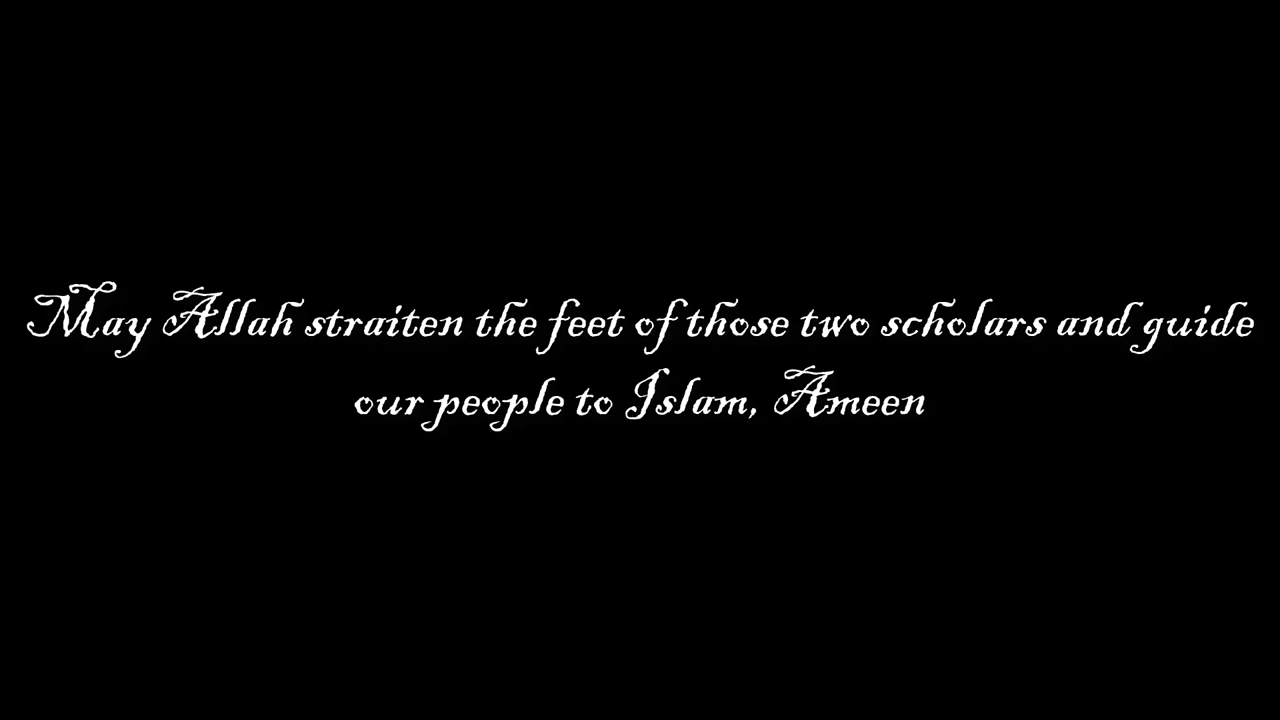 May Allah straiten the feet of those two scholars and guide
our people to Islam, Ameen